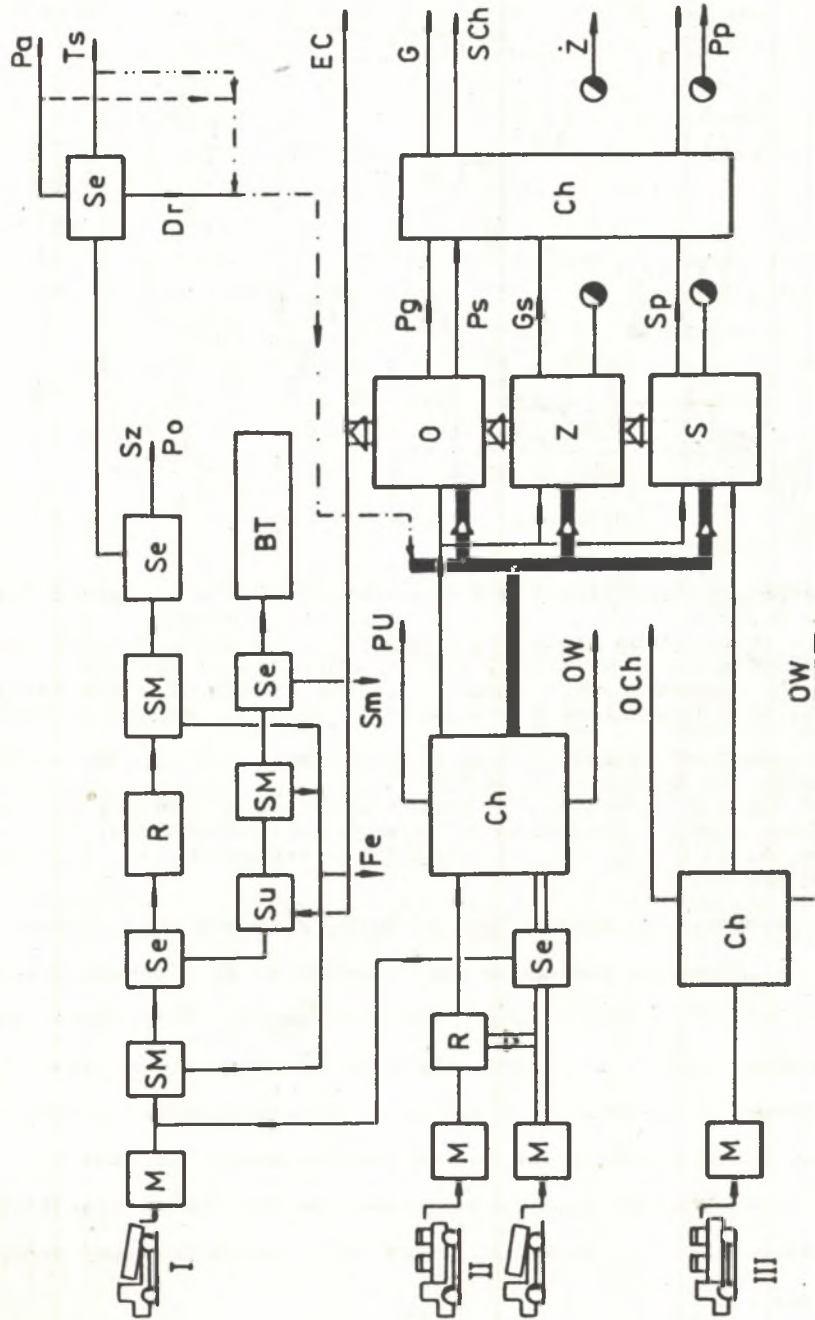 Pa
Ts
Se
Sz
I M SM Se R SM Se
Po
Dr
Su SM Se BT
EC
Fe Sm
PU
Pg G
O
Ps SCh
II M R Ch
Gs Ch
M Se Z Ż
OW
OCh
Sp
S
Pp
III M Ch
OW